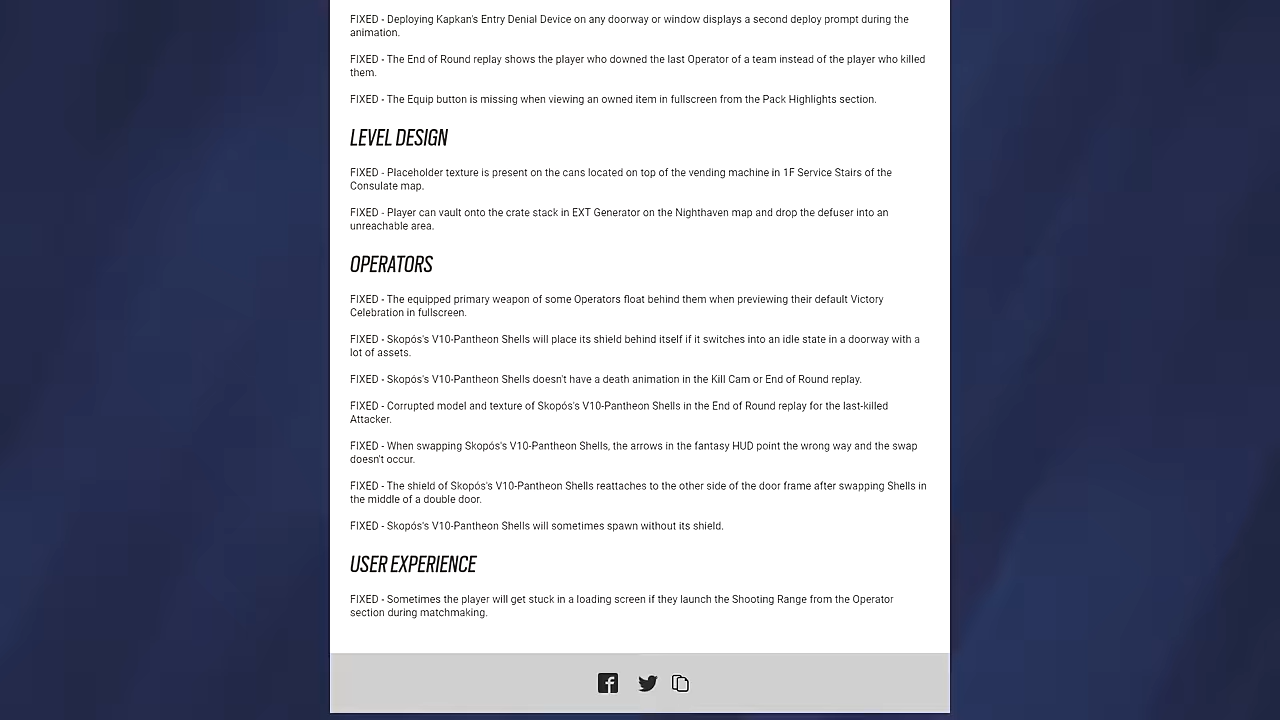 FIXED - Deploying Kapkan's Entry Denial Device on any doorway or window displays a second deploy prompt during the
animation.
FIXED - The End of Round replay shows the player who downed the last Operator of a team instead of the player who killed
them.
FIXED - The Equip button is missing when viewing an owned item in fullscreen from the Pack Highlights section.
LEVEL DESIGN
FIXED - Placeholder texture is present on the cans located on top of the vending machine in 1F Service Stairs of the
Consulate map.
FIXED - Player can vault onto the crate stack in EXT Generator on the Nighthaven map and drop the defuser into an
unreachable area.
OPERATORS
FIXED - The equipped primary weapon of some Operators float behind them when previewing their default Victory
Celebration in fullscreen.
FIXED - Skopós's V10-Pantheon Shells will place its shield behind itself if it switches into an idle state in a doorway with a
lot of assets.
FIXED - Skopós's V10-Pantheon Shells doesn't have a death animation in the Kill Cam or End of Round replay.
FIXED - Corrupted model and texture of Skopós's V10-Pantheon Shells in the End of Round replay for the last-killed
Attacker.
FIXED - When swapping Skopós's V10-Pantheon Shells, the arrows in the fantasy HUD point the wrong way and the swap
doesn't occur.
FIXED - The shield of Skopós's V10-Pantheon Shells reattaches to the other side of the door frame after swapping Shells in
the middle of a double door.
FIXED - Skopós's V10-Pantheon Shells will sometimes spawn without its shield.
USER EXPERIENCE
FIXED - Sometimes the player will get stuck in a loading screen if they launch the Shooting Range from the Operator
section during matchmaking.